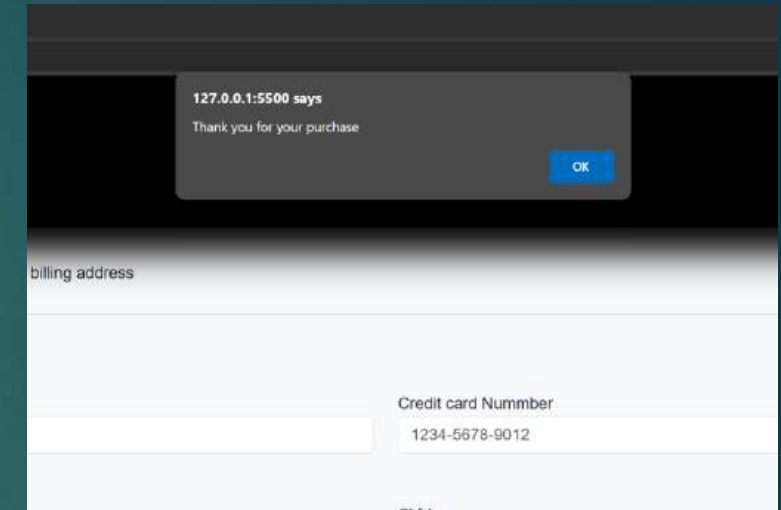 127.0.0.1:5500 says
Thank you for your purchase
OK
billing address
Credit card Nummber
1234-5678-9012